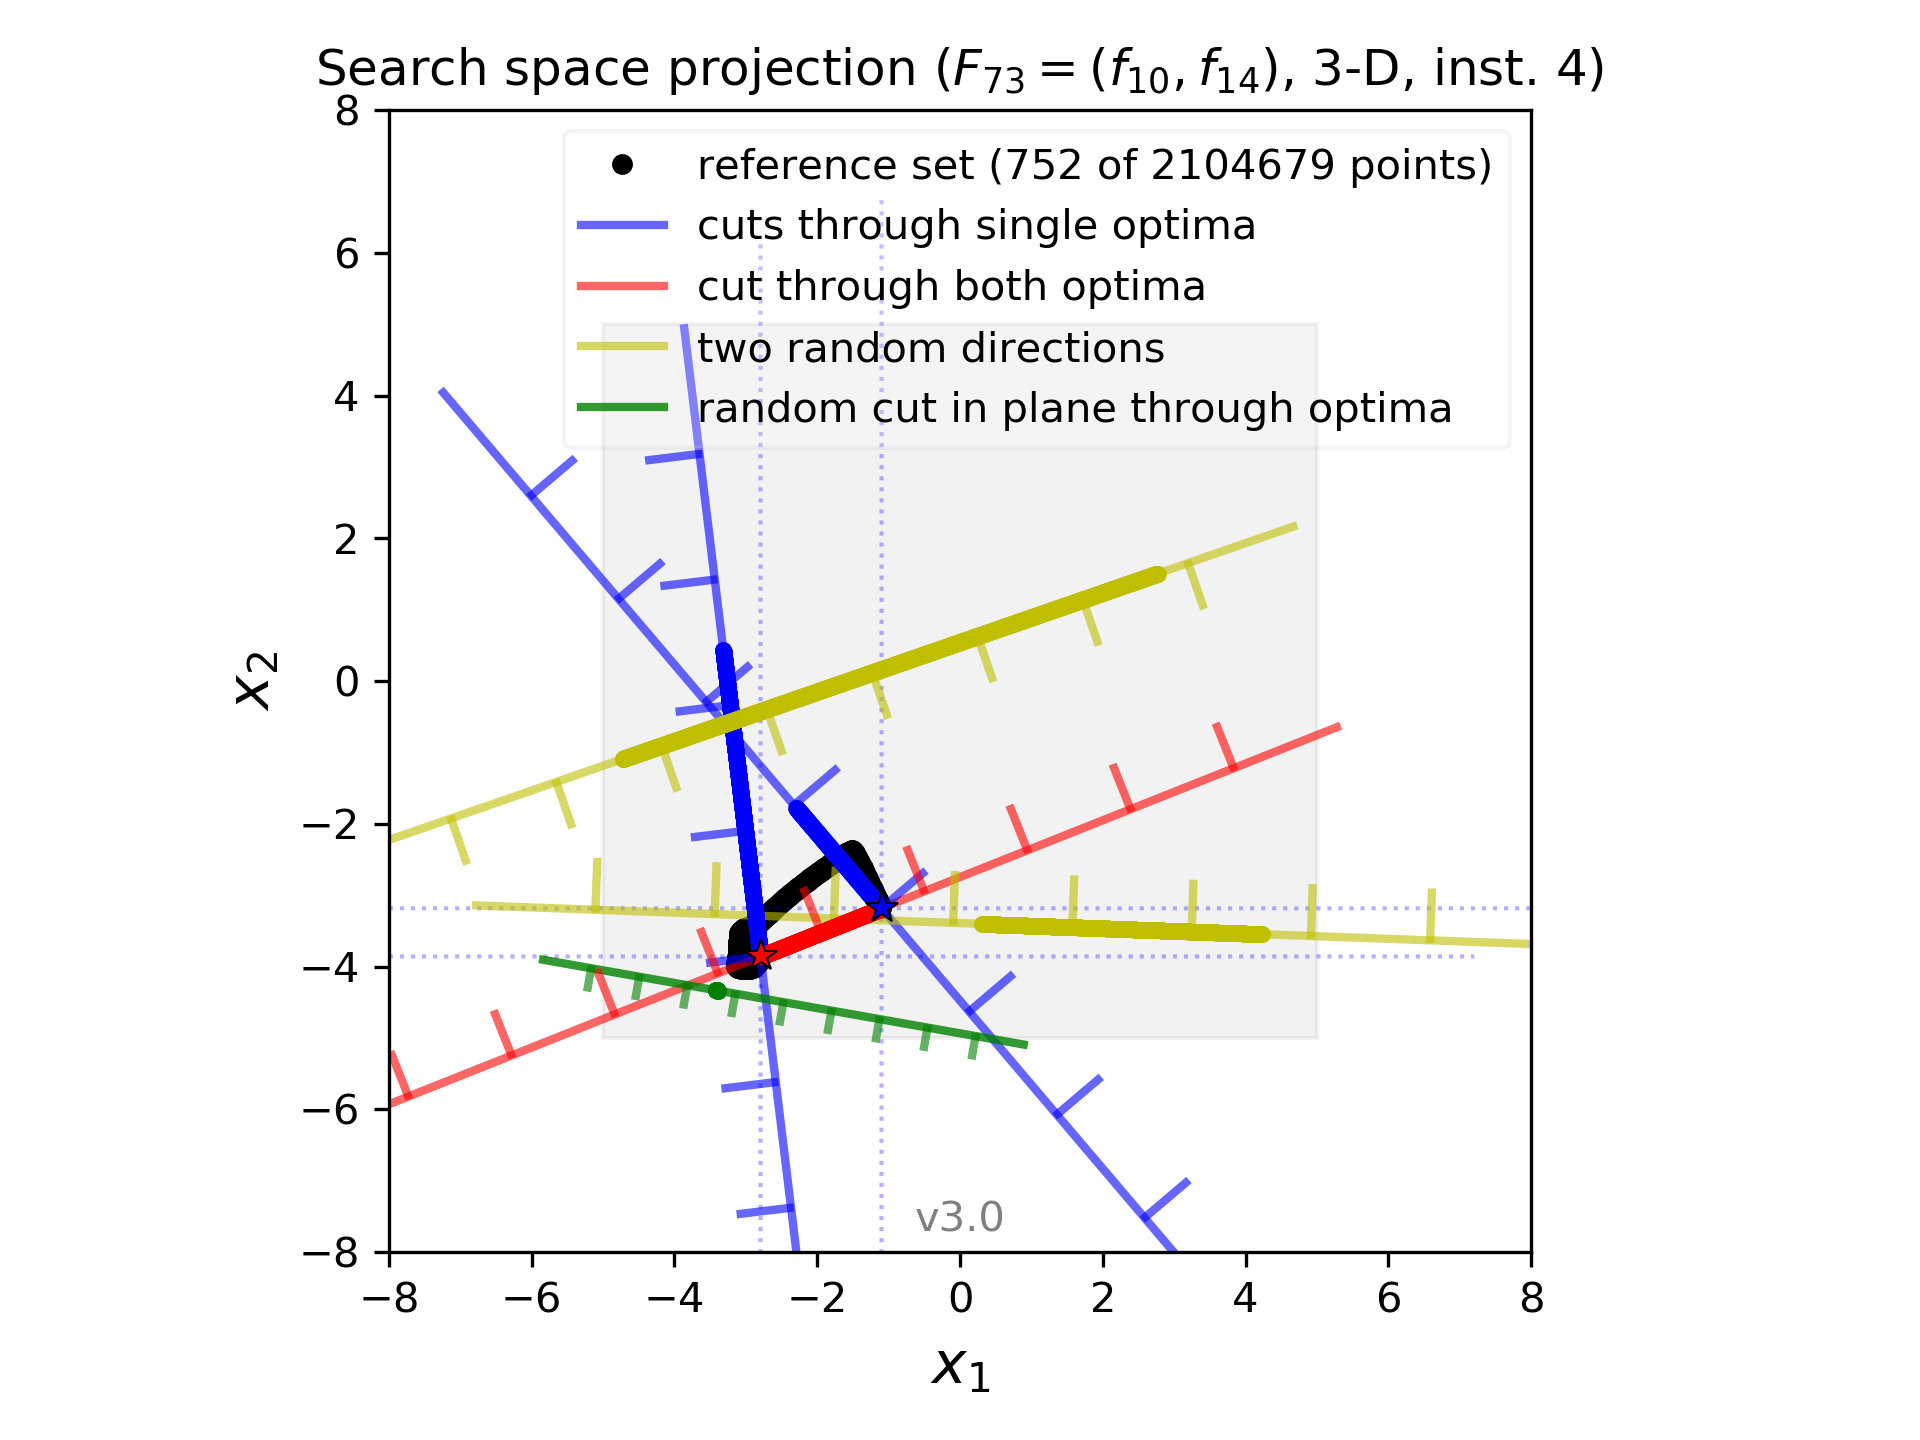 Search space projection (F73 = (f10, f14), 3-D, inst. 4)
reference set (752 of 2104679 points)
cuts through single optima
cut through both optima
two random directions
random cut in plane through optima
8
6
4
2
0
−2
−4
−6
−8
x2
v3.0
−8 −6 −4 −2 0 2 4 6 8
x1